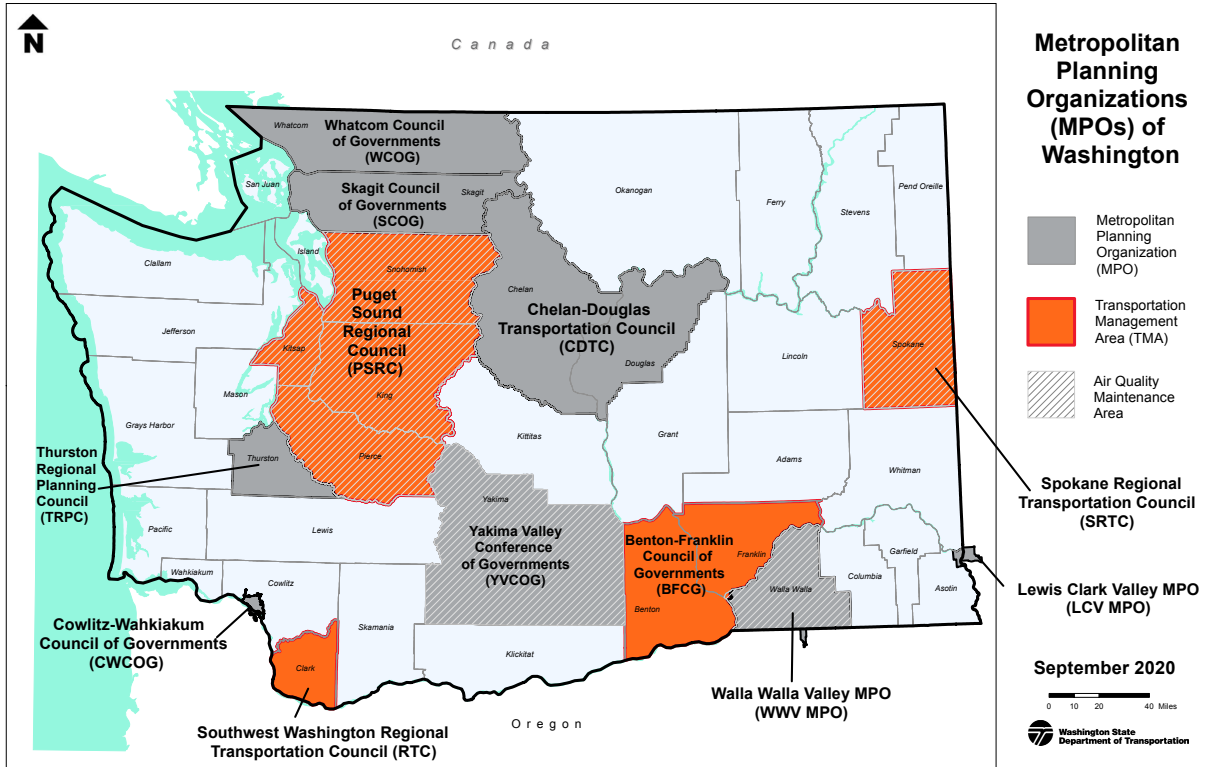 N
Canada
Metropolitan
Planning
Organizations
(MPOs) of
Washington
Metropolitan
Planning
Organization
(MPO)
Transportation
Management
Area (TMA)
Air Quality
Maintenance
Area
Whatcom
Whatcom Council
of Governments
(WCOG)
San Juan
Skagit Council
of Governments
(SCOG)
Skagit
Okanogan
Ferry
Stevens
Pend Oreille
Island
Snohomish
Clallam
Puget
Sound
Regional
Council
(PSRC)
Chelan
Chelan-Douglas
Transportation Council
(CDTC)
Douglas
Jefferson
Kitsap
King
Lincoln
Spokane
Mason
Grays Harbor
Kittitas
Grant
Thurston
Regional
Planning
Council
(TRPC)
Thurston
Pierce
Adams
Whitman
Spokane Regional
Transportation Council
(SRTC)
Yakima
Pacific
Lewis
Yakima Valley
Conference
of Governments
(YVCOG)
Benton-Franklin
Council of
Governments
(BFCG)
Franklin
Benton
Garfield
Wahkiakum
Cowlitz
Walla Walla
Columbia
Asotin
Lewis Clark Valley MPO
(LCV MPO)
Cowlitz-Wahkiakum
Council of Governments
(CWCOG)
Skamania
Klickitat
Clark
Walla Walla Valley MPO
(WWV MPO)
Oregon
Southwest Washington Regional
Transportation Council (RTC)
September 2020
0 10 20 40 Miles
Washington State
Department of Transportation